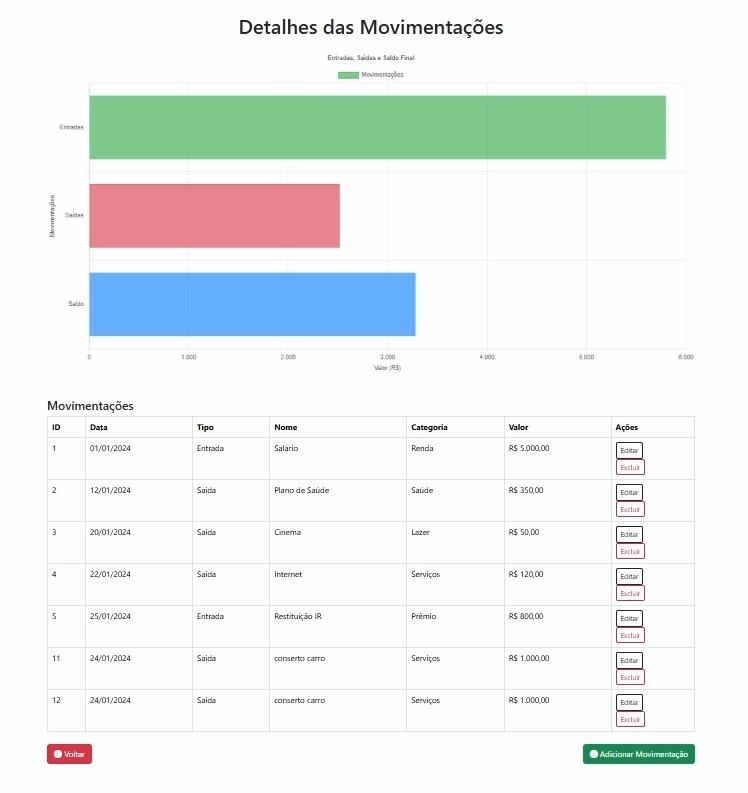 Detalhes das Movimentações
Entradas, Saídas e Saldo Final
Movimentações
Movimentações
Entradas
Saídas
Saldo
0 1.000 2.000 3.000 4.000 5.000 6.000
Valor (R$)
Movimentações
ID Data Tipo Nome Categoria Valor Ações
1 01/01/2024 Entrada Salário Renda R$ 5.000,00 Editar
Excluir
2 12/01/2024 Saida Plano de Saúde Saúde R$ 350,00 Editar
Excluir
3 20/01/2024 Saida Cinema Lazer R$ 50,00 Editar
Excluir
4 22/01/2024 Saida Internet Serviços R$ 120,00 Editar
Excluir
5 25/01/2024 Entrada Restituição IR Prêmio R$ 800,00 Editar
Excluir
11 24/01/2024 Saida conserto carro Serviços R$ 1.000,00 Editar
Excluir
12 24/01/2024 Saida conserto carro Serviços R$ 1.000,00 Editar
Excluir
Voltar Adicionar Movimentação